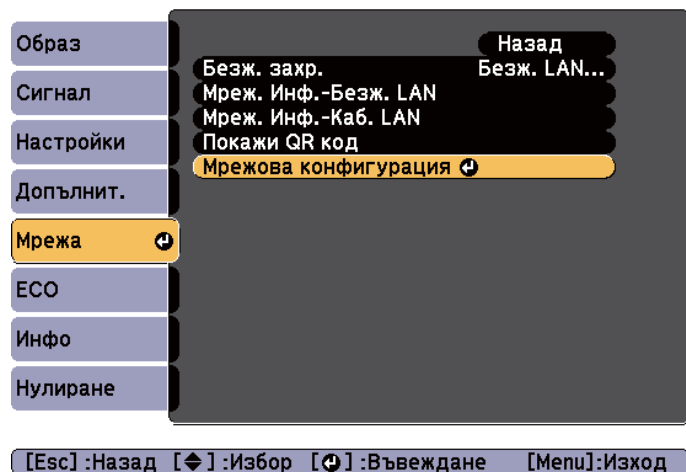 Образ
Сигнал
Настройки
Допълнит.
Мрежа
ECO
Инфо
Нулиране
Назад
Безж. захр. Безж. LAN...
Мреж. Инф.-Безж. LAN
Мреж. Инф.-Каб. LAN
Покажи QR код
Мрежова конфигурация
[Esc] :Назад [◆] :Избор [⏎] :Въвеждане [Menu]:Изход